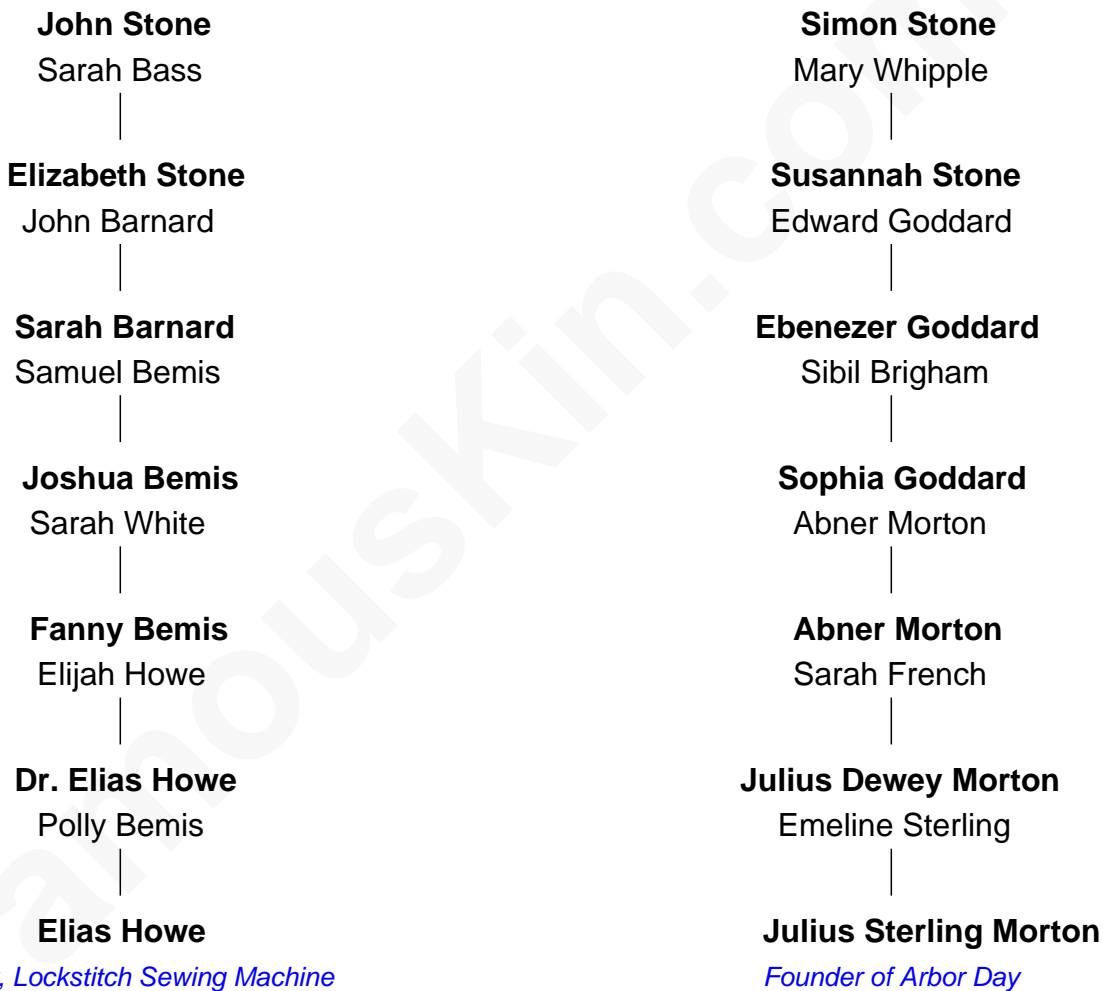 John Stone
Sarah Bass
Elizabeth Stone
John Barnard
Sarah Barnard
Samuel Bemis
Joshua Bemis
Sarah White
Fanny Bemis
Elijah Howe
Dr. Elias Howe
Polly Bemis
Elias Howe
, Lockstitch Sewing Machine
Simon Stone
Mary Whipple
Susannah Stone
Edward Goddard
Ebenezer Goddard
Sibil Brigham
Sophia Goddard
Abner Morton
Abner Morton
Sarah French
Julius Dewey Morton
Emeline Sterling
Julius Sterling Morton
Founder of Arbor Day
amouskin.com